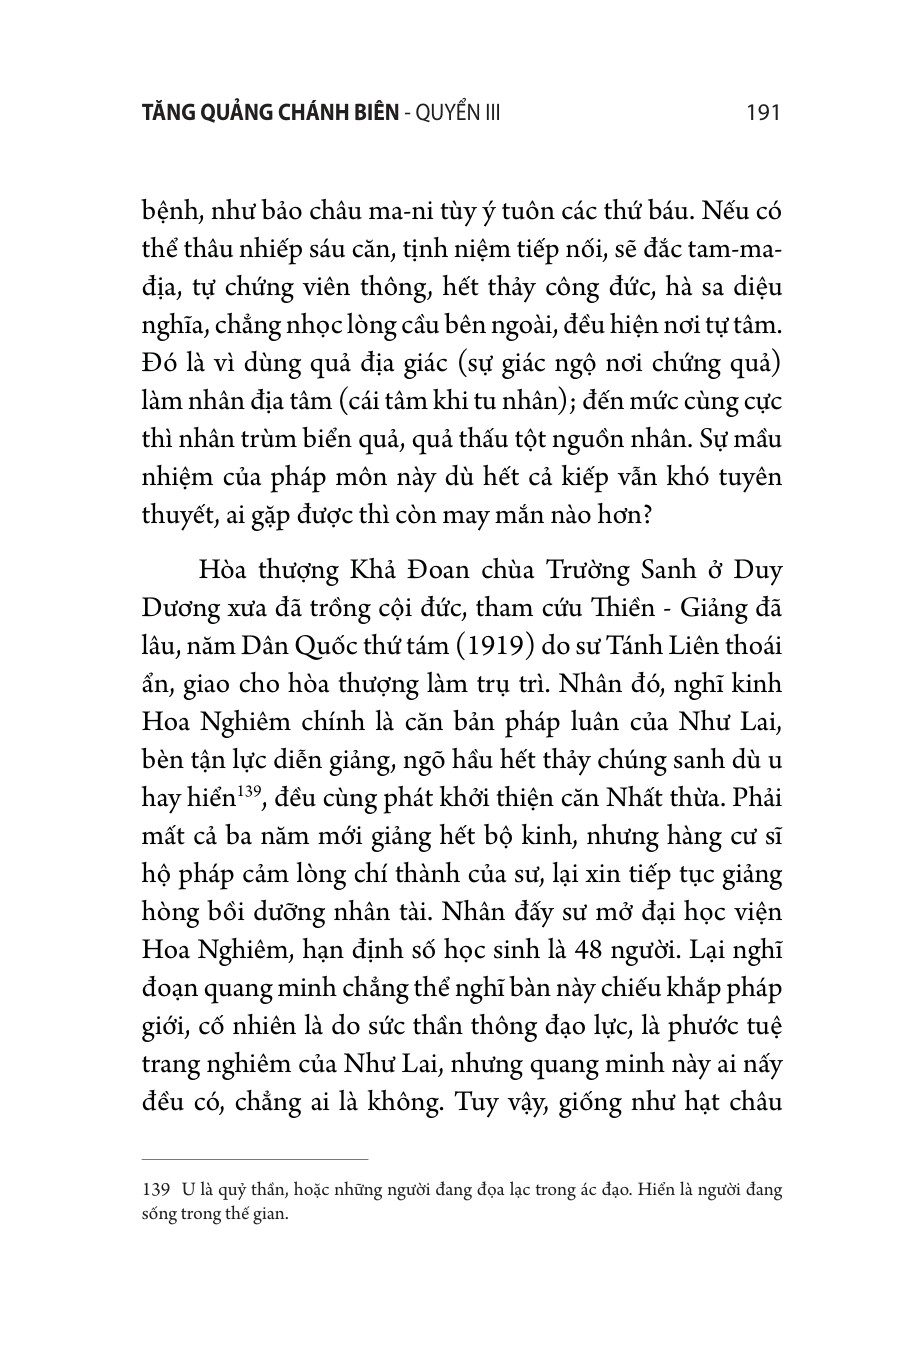 TĂNG QUẢNG CHÁNH BIÊN - QUYỂN III 191
bệnh, như bảo châu ma-ni tùy ý tuôn các thứ báu. Nếu có
thể thâu nhiếp sáu căn, tịnh niệm tiếp nối, sẽ đắc tam-ma-
địa, tự chứng viên thông, hết thảy công đức, hà sa diệu
nghĩa, chẳng nhọc lòng cầu bên ngoài, đều hiện nơi tự tâm.
Đó là vì dùng quả địa giác (sự giác ngộ nơi chứng quả)
làm nhân địa tâm (cái tâm khi tu nhân); đến mức cùng cực
thì nhân trùm biển quả, quả thấu tột nguồn nhân. Sự mầu
nhiệm của pháp môn này dù hết cả kiếp vẫn khó tuyên
thuyết, ai gặp được thì còn may mắn nào hơn?
Hòa thượng Khả Đoan chùa Trường Sanh ở Duy
Dương xưa đã trồng cội đức, tham cứu Thiền - Giảng đã
lâu, năm Dân Quốc thứ tám (1919) do sư Tánh Liên thoái
ẩn, giao cho hòa thượng làm trụ trì. Nhân đó, nghĩ kinh
Hoa Nghiêm chính là căn bản pháp luân của Như Lai,
bèn tận lực diễn giảng, ngõ hầu hết thảy chúng sanh dù u
hay hiển139, đều cùng phát khởi thiện căn Nhất thừa. Phải
mất cả ba năm mới giảng hết bộ kinh, nhưng hàng cư sĩ
hộ pháp cảm lòng chí thành của sư, lại xin tiếp tục giảng
hòng bồi dưỡng nhân tài. Nhân đấy sư mở đại học viện
Hoa Nghiêm, hạn định số học sinh là 48 người. Lại nghĩ
đoạn quang minh chẳng thể nghĩ bàn này chiếu khắp pháp
giới, cố nhiên là do sức thần thông đạo lực, là phước tuệ
trang nghiêm của Như Lai, nhưng quang minh này ai nấy
đều có, chẳng ai là không. Tuy vậy, giống như hạt châu
139 U là quỷ thần, hoặc những người đang đọa lạc trong ác đạo. Hiển là người đang
sống trong thế gian.